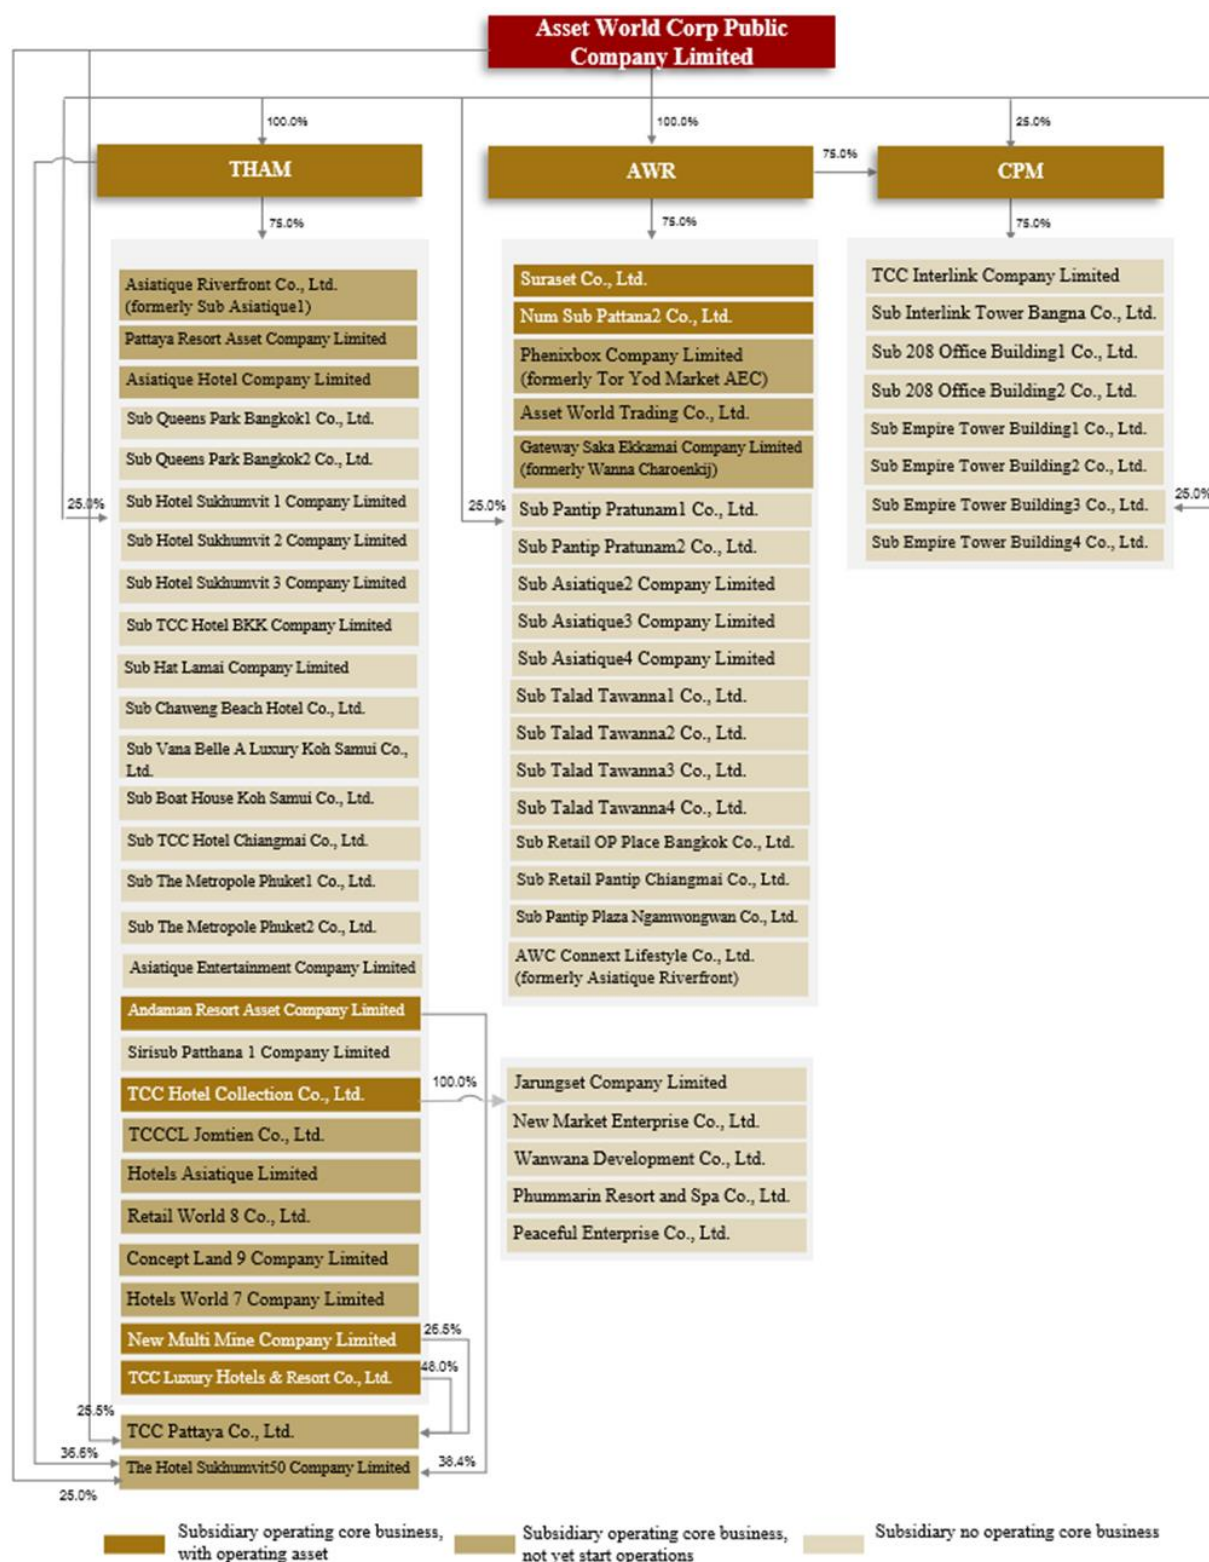 Asset World Corp Public
Company Limited
100.0%
100.0%
25.0%
THAM
AWR
75.0%
CPM
75.0%
75.0%
75.0%
Asiatique Riverfront Co., Ltd.
(formerly Sub Asiatique1)
Pattaya Resort Asset Company Limited
Asiatique Hotel Company Limited
Sub Queens Park Bangkok1 Co., Ltd.
Sub Queens Park Bangkok2 Co., Ltd.
25.0%
Sub Hotel Sukhumvit 1 Company Limited
Sub Hotel Sukhumvit 2 Company Limited
Sub Hotel Sukhumvit 3 Company Limited
Sub TCC Hotel BKK Company Limited
Sub Hat Lamai Company Limited
Sub Chaweng Beach Hotel Co., Ltd.
Sub Vana Belle A Luxury Koh Samui Co.,
Ltd.
Sub Boat House Koh Samui Co., Ltd.
Sub TCC Hotel Chiangmai Co., Ltd.
Sub The Metropole Phuket1 Co., Ltd.
Sub The Metropole Phuket2 Co., Ltd.
Asiatique Entertainment Company Limited
Andaman Resort Asset Company Limited
Sirisub Patthana 1 Company Limited
TCC Hotel Collection Co., Ltd.
100.0%
TCCCL Jomtien Co., Ltd.
Hotels Asiatique Limited
Retail World 8 Co., Ltd.
Concept Land 9 Company Limited
Hotels World 7 Company Limited
New Multi Mine Company Limited
25.5%
TCC Luxury Hotels & Resort Co., Ltd.
48.0%
25.5%
TCC Pattaya Co., Ltd.
36.6%
The Hotel Sukhumvit50 Company Limited
38.4%
25.0%
Suraset Co., Ltd.
Num Sub Pattana2 Co., Ltd.
Phenixbox Company Limited
(formerly Tor Yod Market AEC)
Asset World Trading Co., Ltd.
Gateway Saka Ekkamai Company Limited
(formerly Wanna Charoenkij)
25.0%
Sub Pantip Pratunam1 Co., Ltd.
Sub Pantip Pratunam2 Co., Ltd.
Sub Asiatique2 Company Limited
Sub Asiatique3 Company Limited
Sub Asiatique4 Company Limited
Sub Talad Tawanna1 Co., Ltd.
Sub Talad Tawanna2 Co., Ltd.
Sub Talad Tawanna3 Co., Ltd.
Sub Talad Tawanna4 Co., Ltd.
Sub Retail OP Place Bangkok Co., Ltd.
Sub Retail Pantip Chiangmai Co., Ltd.
Sub Pantip Plaza Ngamwongwan Co., Ltd.
AWC Connext Lifestyle Co., Ltd.
(formerly Asiatique Riverfront)
Jarungset Company Limited
New Market Enterprise Co., Ltd.
Wanwana Development Co., Ltd.
Phummarin Resort and Spa Co., Ltd.
Peaceful Enterprise Co., Ltd.
TCC Interlink Company Limited
Sub Interlink Tower Bangna Co., Ltd.
Sub 208 Office Building1 Co., Ltd.
Sub 208 Office Building2 Co., Ltd.
Sub Empire Tower Building1 Co., Ltd.
Sub Empire Tower Building2 Co., Ltd.
Sub Empire Tower Building3 Co., Ltd.
25.0%
Sub Empire Tower Building4 Co., Ltd.
Subsidiary operating core business,
with operating asset
Subsidiary operating core business,
not yet start operations
Subsidiary no operating core business